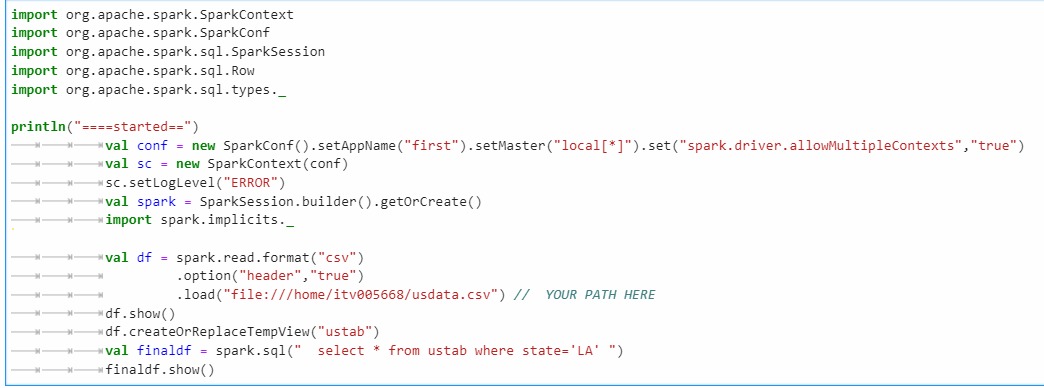 import org.apache.spark.SparkContext
import org.apache.spark.SparkConf
import org.apache.spark.sql.SparkSession
import org.apache.spark.sql.Row
import org.apache.spark.sql.types._
println("====started==")
val conf = new SparkConf().setAppName("first").setMaster("local[*]").set("spark.driver.allowMultipleContexts","true")
val sc = new SparkContext(conf)
sc.setLogLevel("ERROR")
val spark = SparkSession.builder().getOrCreate()
import spark.implicits._
val df = spark.read.format("csv")
.option("header","true")
.load("file:///home/itv005668/usdata.csv") //  YOUR PATH HERE
df.show()
df.createOrReplaceTempView("ustab")
val finaldf = spark.sql("  select * from ustab where state='LA' ")
finaldf.show()